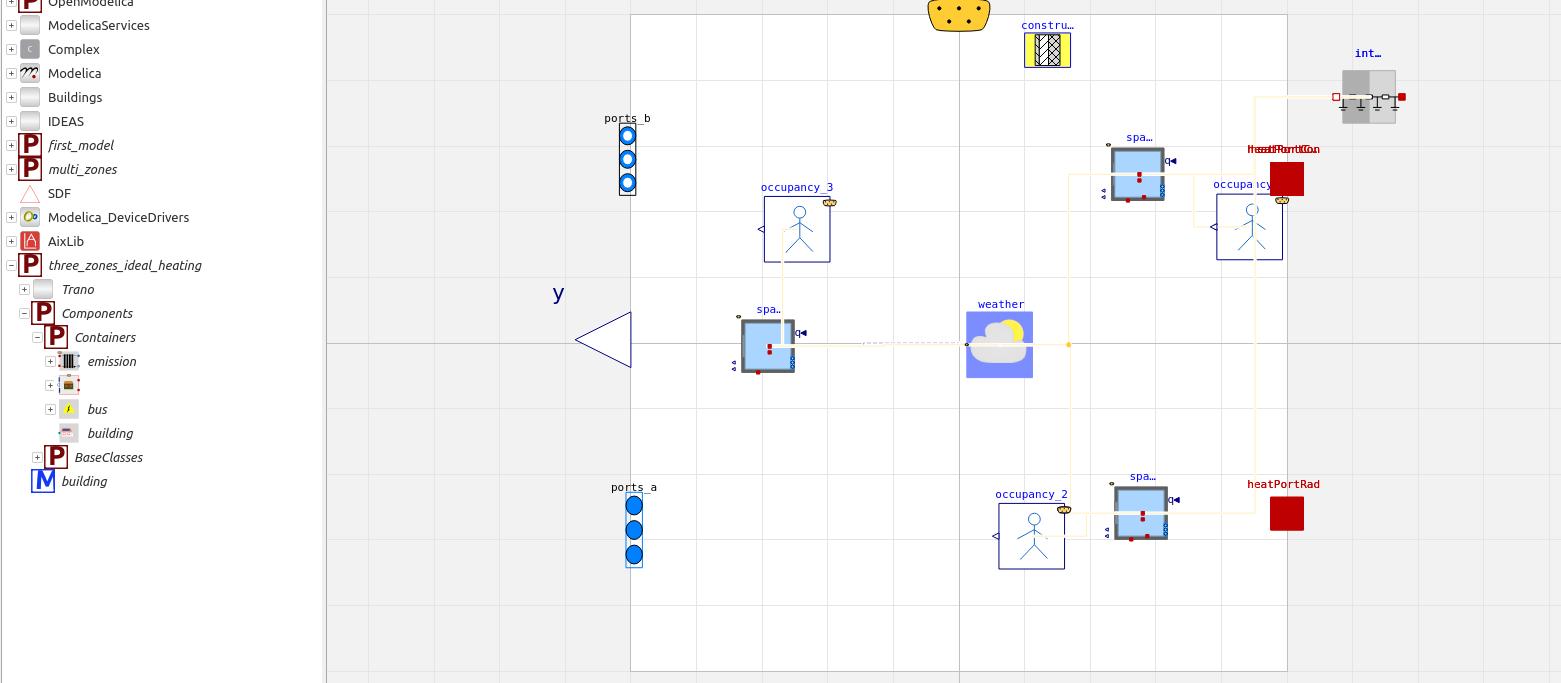 OpenModelica
ModelicaServices
C
Complex
Modelica
Buildings
IDEAS
P
first_model
P
multi_zones
SDF
Modelica_DeviceDrivers
AixLib
P
three_zones_ideal_heating
Trano
P
Components
P
Containers
emission
bus
building
P
BaseClasses
M
building
constru...
int...
ports_b
spa...
q
occupancy_3
occupancy
y
spa...
q
weather
ports_a
spa...
q
occupancy_2
heatPortRad